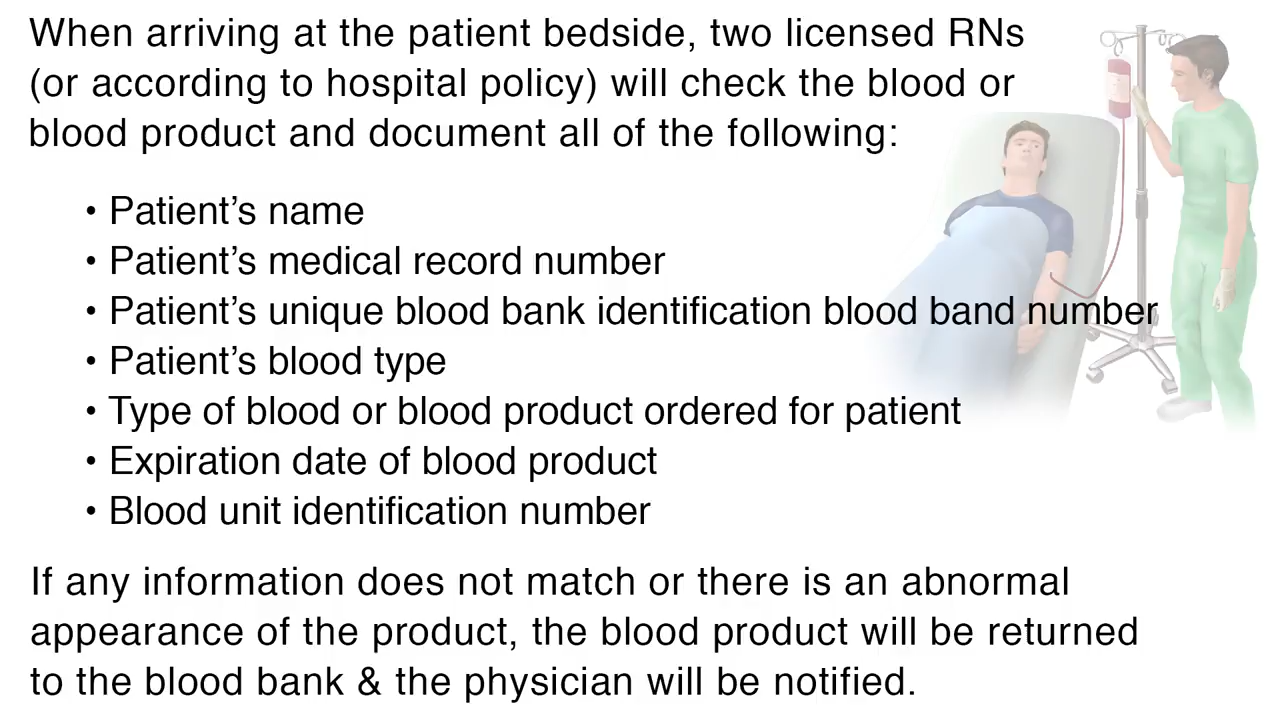 When arriving at the patient bedside, two licensed RNs
(or according to hospital policy) will check the blood or
blood product and document all of the following:
• Patient’s name
• Patient’s medical record number
• Patient’s unique blood bank identification blood band number
• Patient’s blood type
• Type of blood or blood product ordered for patient
• Expiration date of blood product
• Blood unit identification number
If any information does not match or there is an abnormal
appearance of the product, the blood product will be returned
to the blood bank & the physician will be notified.